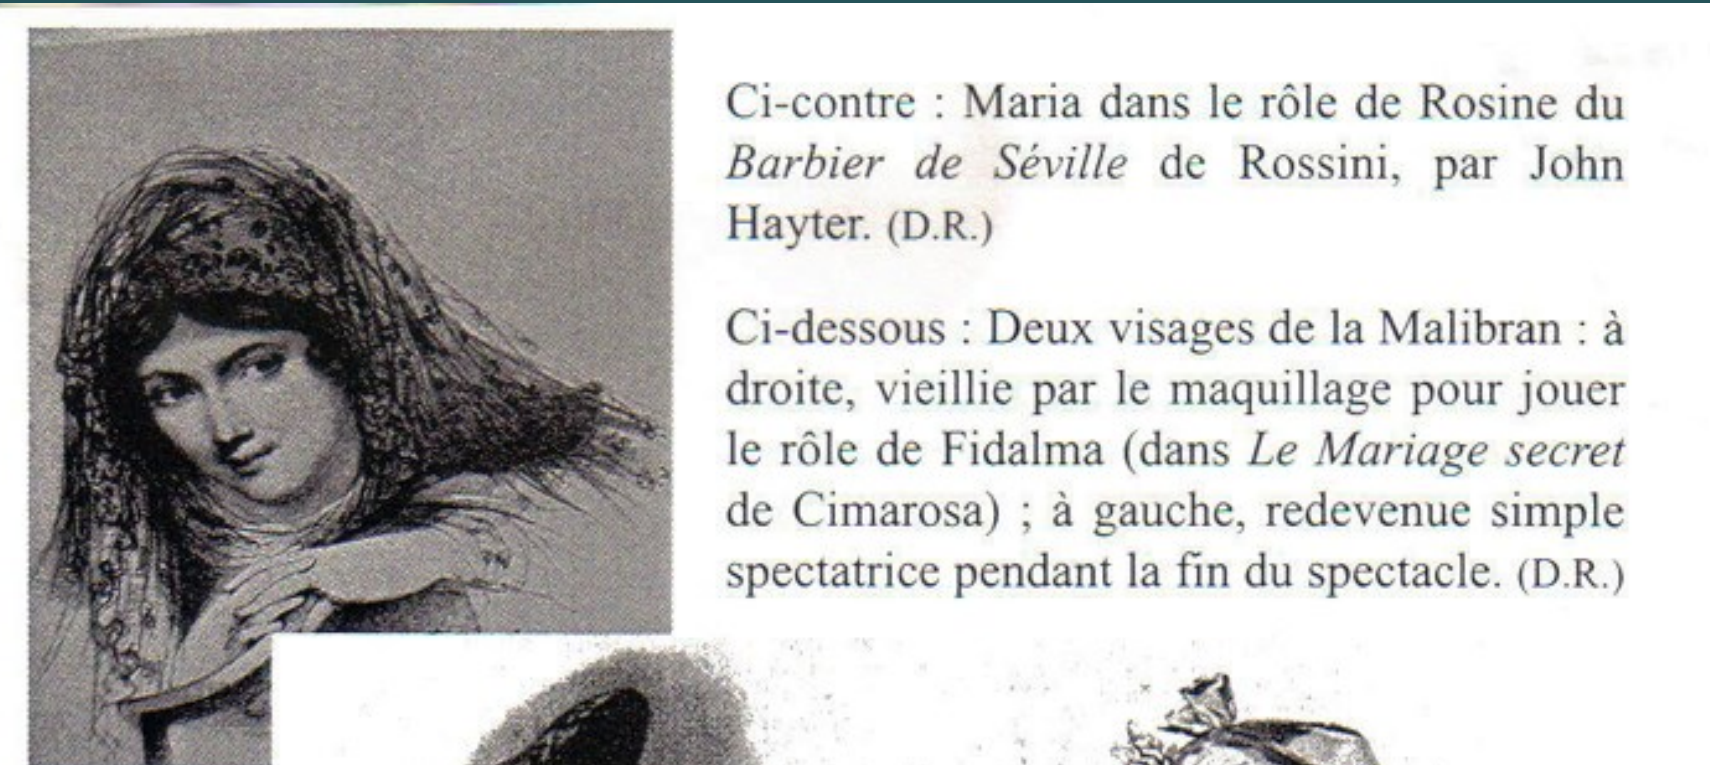 Ci-contre : Maria dans le rôle de Rosine du
Barbier de Séville de Rossini, par John
Hayter. (D.R.)
Ci-dessous : Deux visages de la Malibran : à
droite, vieillie par le maquillage pour jouer
le rôle de Fidalma (dans Le Mariage secret
de Cimarosa) ; à gauche, redevenue simple
spectatrice pendant la fin du spectacle. (D.R.)